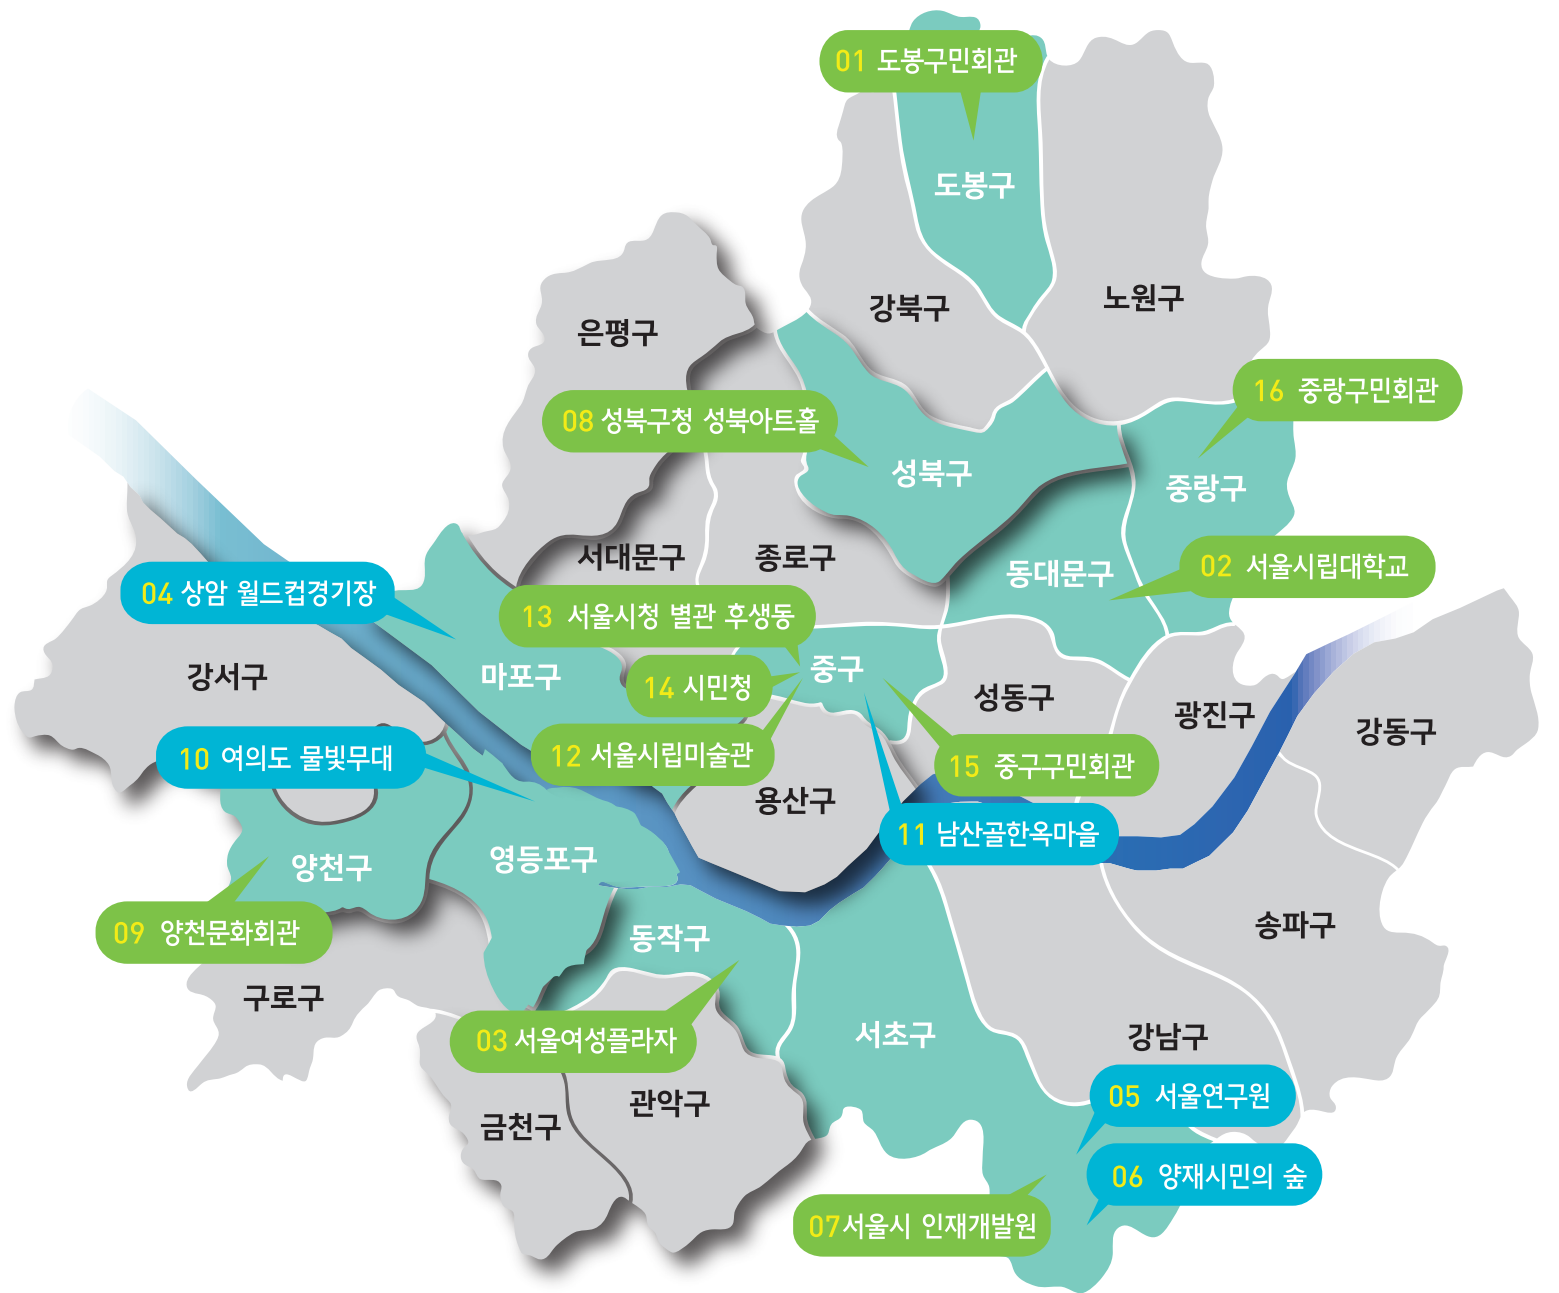 01 도봉구민회관
도봉구
강북구
노원구
은평구
16 중랑구민회관
08 성북구청 성북아트홀
성북구
중랑구
서대문구
종로구
동대문구
02 서울시립대학교
04 상암 월드컵경기장
13 서울시청 별관 후생동
강서구
마포구
14 시민청
중구
성동구
광진구
강동구
10 여의도 물빛무대
12 서울시립미술관
15 중구구민회관
용산구
11 남산골한옥마을
양천구
영등포구
09 양천문화회관
동작구
송파구
구로구
03 서울여성플라자
서초구
강남구
관악구
금천구
05 서울연구원
06 양재시민의 숲
07 서울시 인재개발원